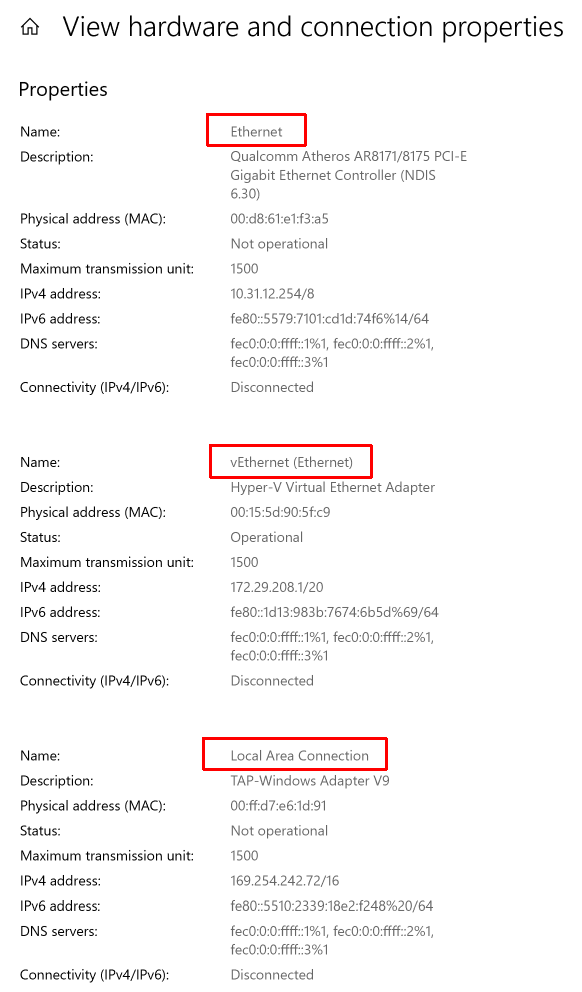 View hardware and connection properties
Properties
Name: Ethernet
Description: Qualcomm Atheros AR8171/8175 PCI-E
Gigabit Ethernet Controller (NDIS
6.30)
Physical address (MAC): 00:d8:61:e1:f3:a5
Status: Not operational
Maximum transmission unit: 1500
IPv4 address: 10.31.12.254/8
IPv6 address: fe80::5579:7101:cd1d:74f6%14/64
DNS servers: fec0:0:0:ffff::1%1, fec0:0:0:ffff::2%1,
fec0:0:0:ffff::3%1
Connectivity (IPv4/IPv6): Disconnected
Name: vEthernet (Ethernet)
Description: Hyper-V Virtual Ethernet Adapter
Physical address (MAC): 00:15:5d:90:5f:c9
Status: Operational
Maximum transmission unit: 1500
IPv4 address: 172.29.208.1/20
IPv6 address: fe80::1d13:983b:7674:6b5d%69/64
DNS servers: fec0:0:0:ffff::1%1, fec0:0:0:ffff::2%1,
fec0:0:0:ffff::3%1
Connectivity (IPv4/IPv6): Disconnected
Name: Local Area Connection
Description: TAP-Windows Adapter V9
Physical address (MAC): 00:ff:d7:e6:1d:91
Status: Not operational
Maximum transmission unit: 1500
IPv4 address: 169.254.242.72/16
IPv6 address: fe80::5510:2339:18e2:f248%20/64
DNS servers: fec0:0:0:ffff::1%1, fec0:0:0:ffff::2%1,
fec0:0:0:ffff::3%1
Connectivity (IPv4/IPv6): Disconnected